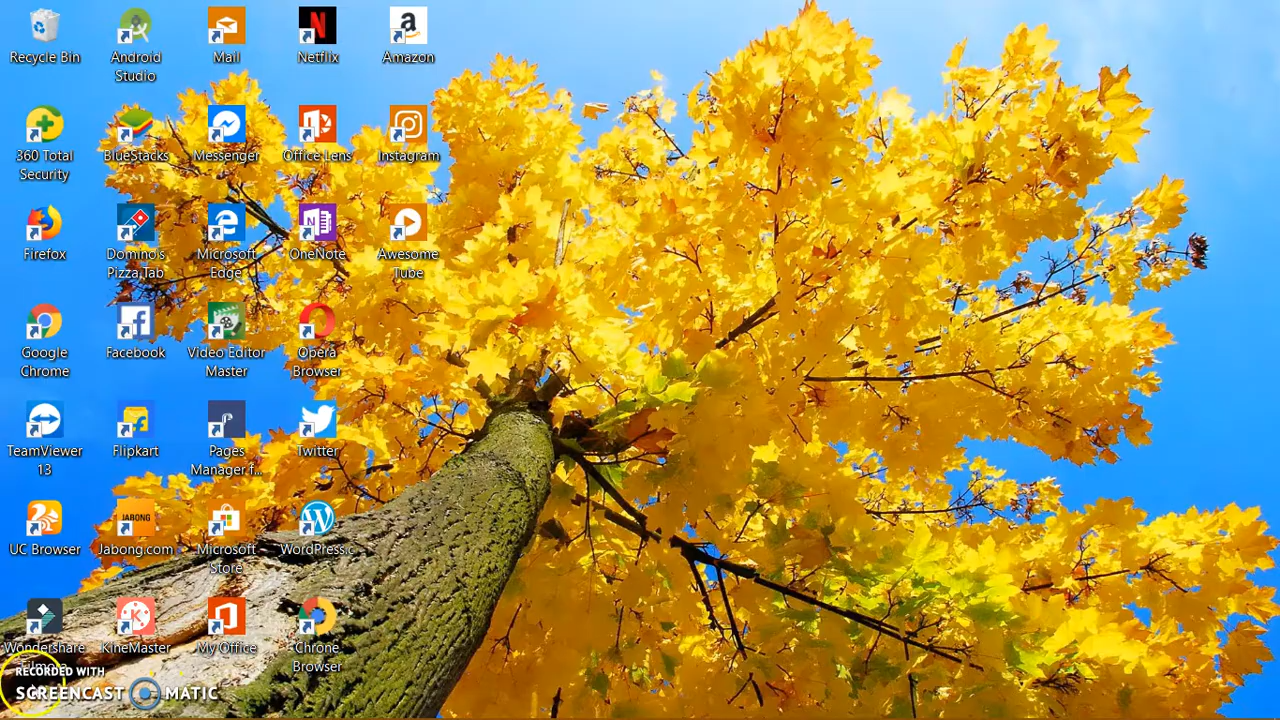 Recycle Bin
Android
Studio
Mail
Netflix
Amazon
360 Total
Security
BlueStacks
Messenger
Office Lens
Instagram
Firefox
Domino's
Pizza,Tab
Microsoft
Edge
OneNote
Awesome
Tube
Google
Chrome
Facebook
Video Editor
Master
Opera
Browser
TeamViewer
13
Flipkart
Pages
Manager f...
Twitter
UC Browser
JABONG
Jabong.com
Microsoft
Store
WordPress.c...
Wondershare
KineMaster
My Office
Chrone
Browser
RECORDED WITH
SCREENCAST MATIC